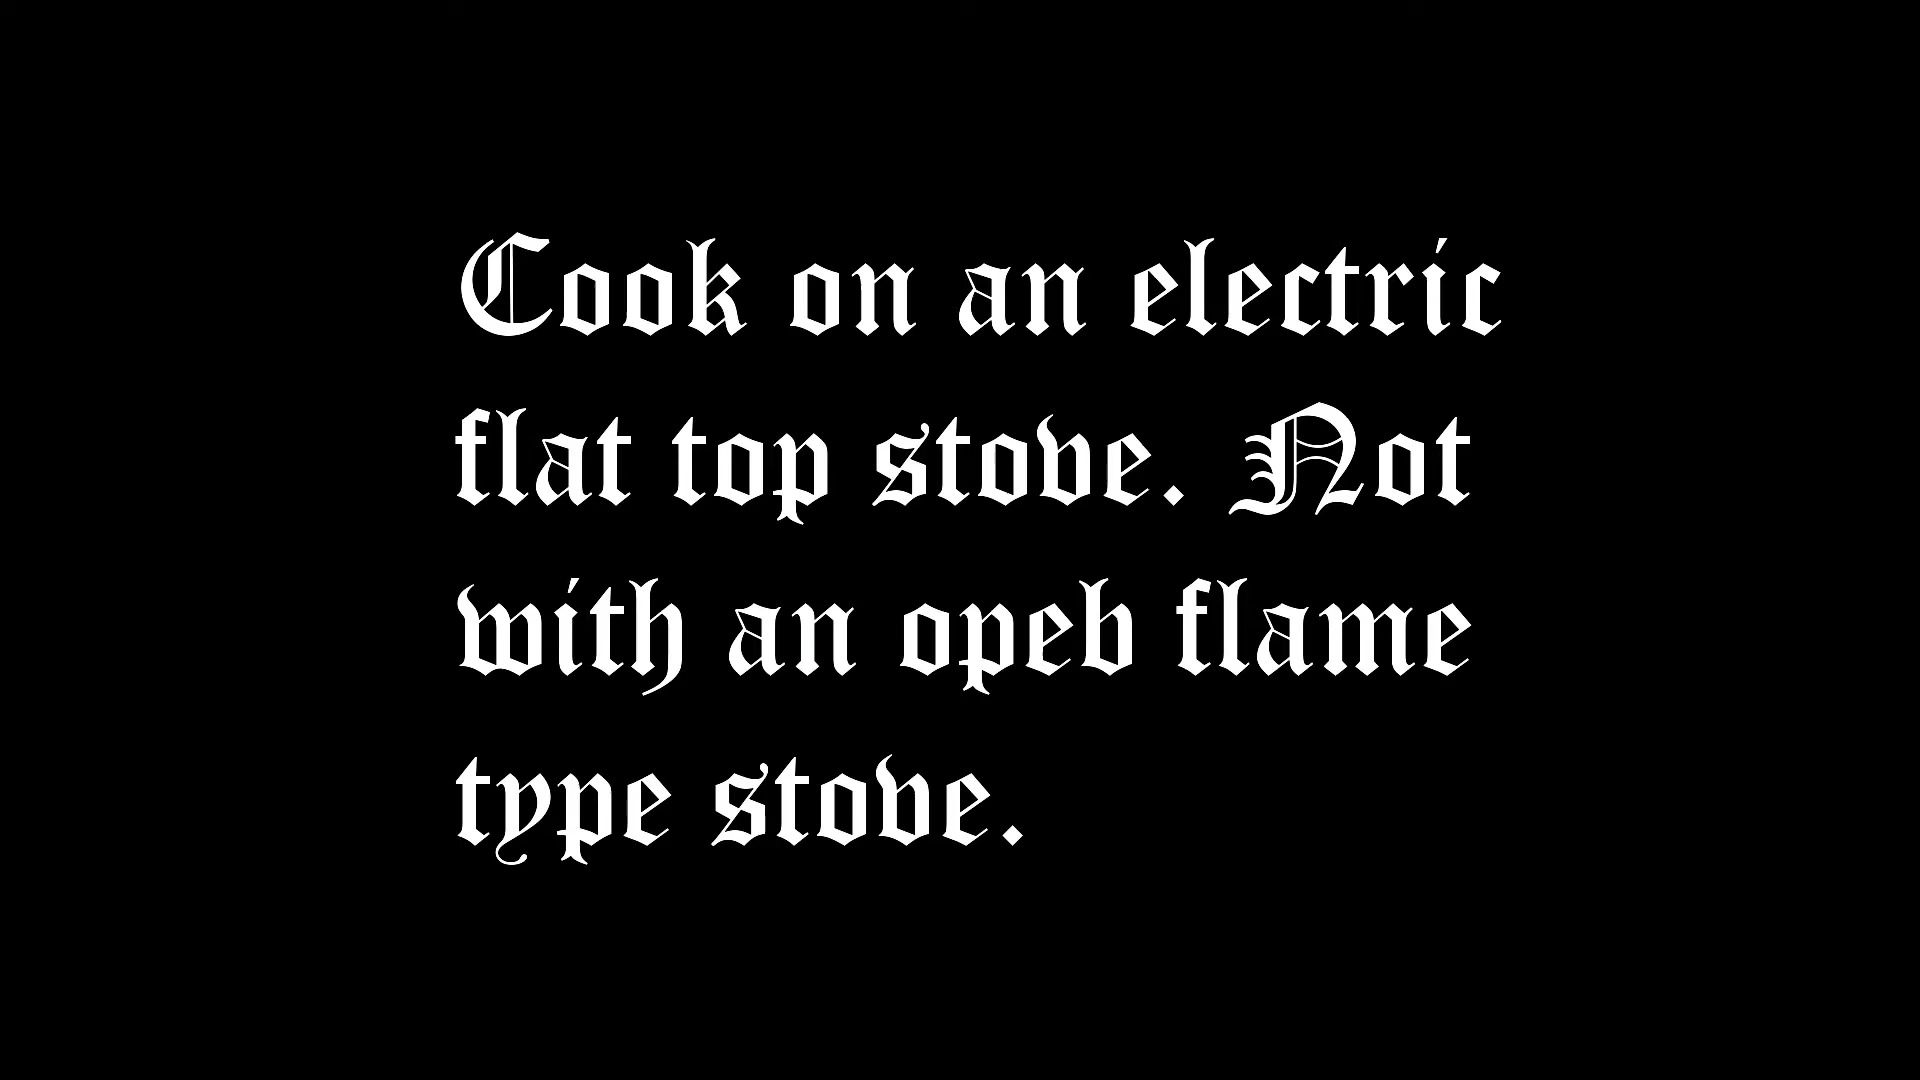 Cook on an electric
flat top stove. Not
with an opeb flame
type stove.